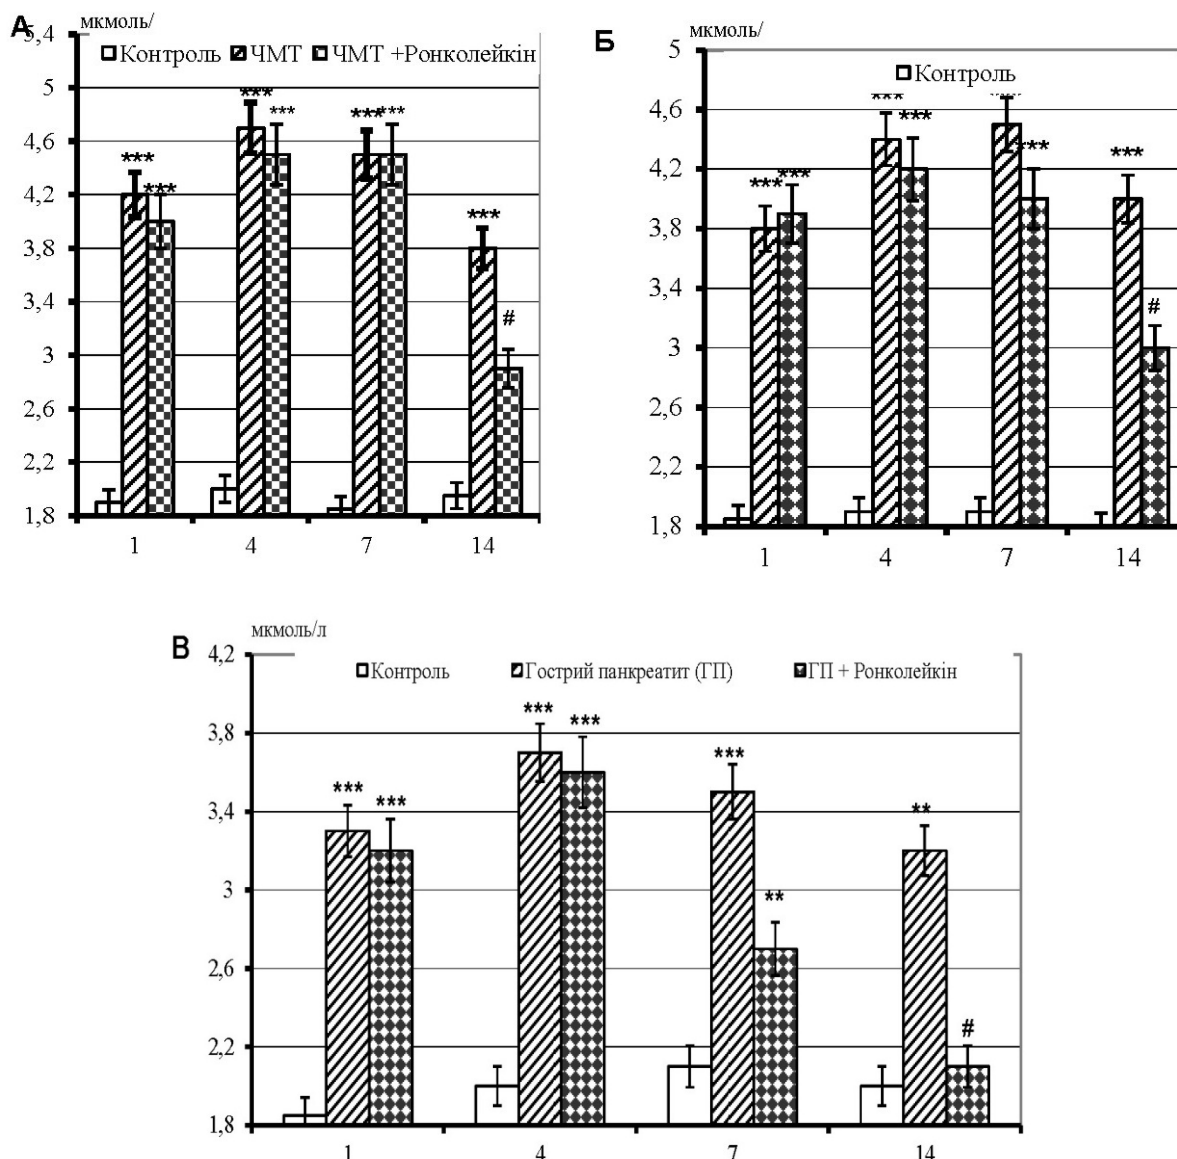 А
мкмоль/
5,4
Контроль ЧМТ ЧМТ +Ронколейкін
5
4,6
4,2
3,8
3,4
3
2,6
2,2
1,8
*** *** *** *** *** *** *** #
1 4 7 14
Б
мкмоль/
5
Контроль
4,6
4,2
3,8
3,4
3
2,6
2,2
1,8
*** *** *** *** *** *** #
1 4 7 14
В
мкмоль/л
4,2
Контроль Гострий панкреатит (ГП) ГП + Ронколейкін
3,8
3,4
3
2,6
2,2
1,8
*** *** *** *** *** ** ** #
1 4 7 14